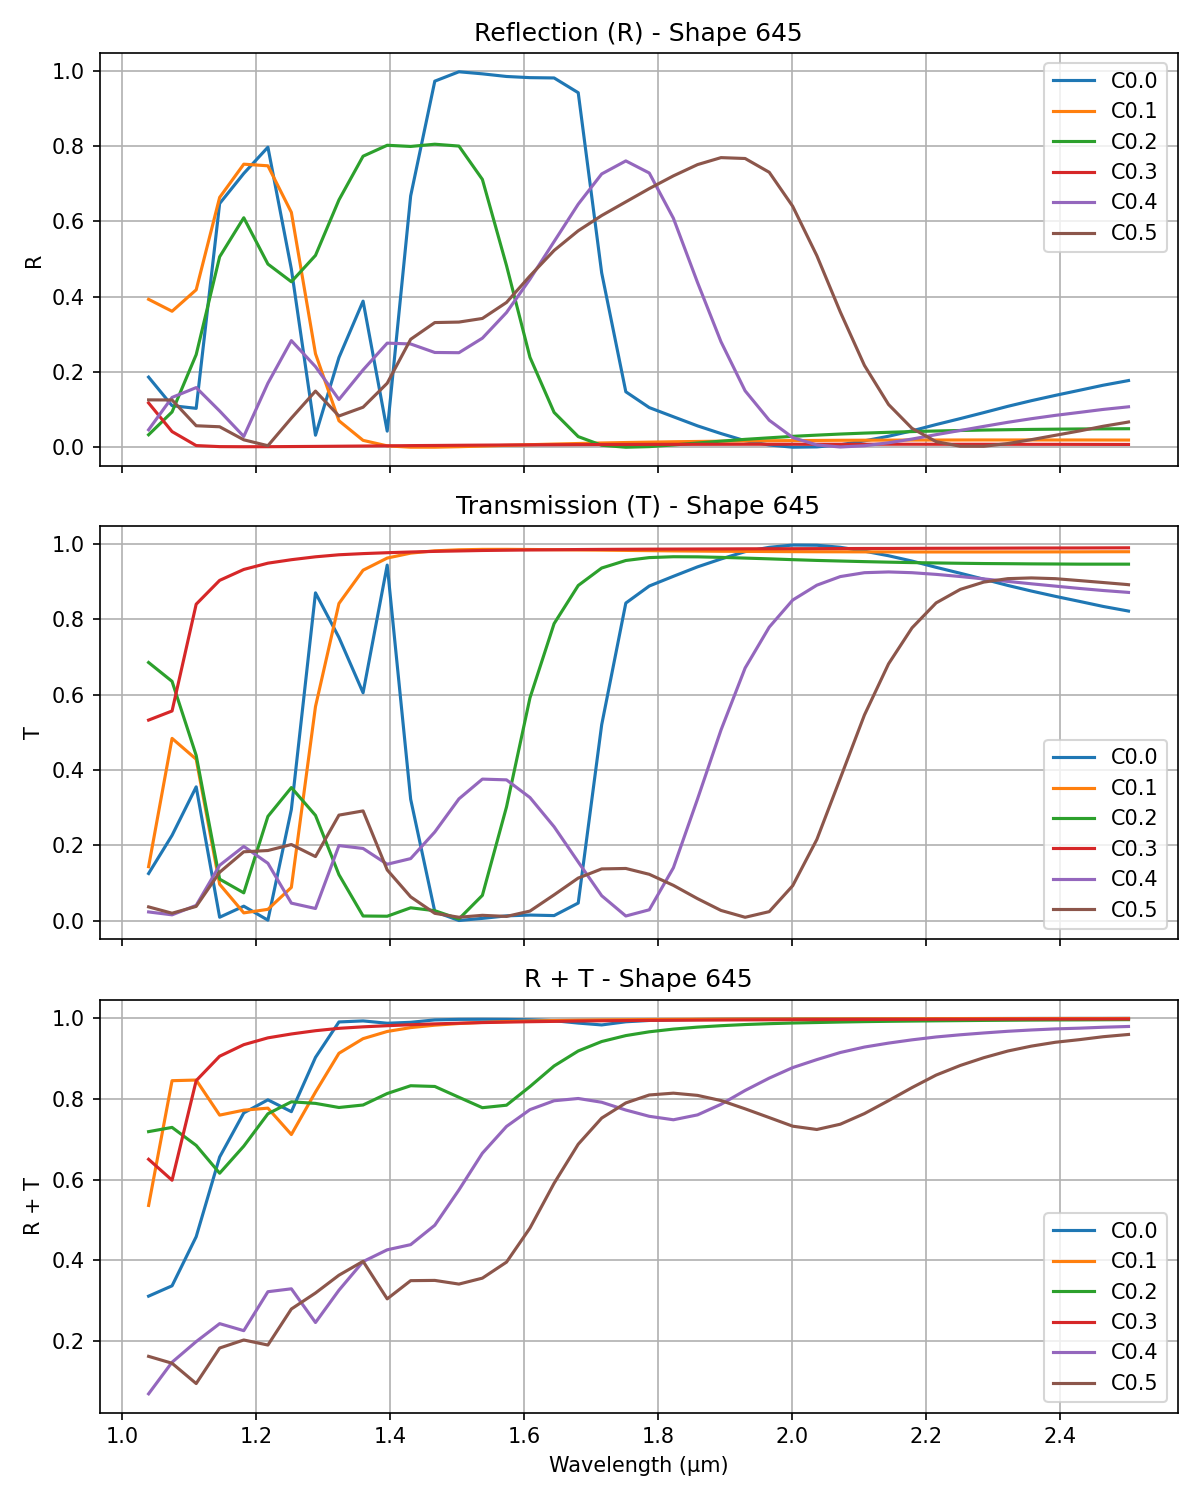 Reflection (R) - Shape 645
1.0
0.8
0.6
0.4
0.2
0.0
R
C0.0
C0.1
C0.2
C0.3
C0.4
C0.5
Transmission (T) - Shape 645
1.0
0.8
0.6
0.4
0.2
0.0
T
C0.0
C0.1
C0.2
C0.3
C0.4
C0.5
R + T - Shape 645
1.0
0.8
0.6
0.4
0.2
R + T
C0.0
C0.1
C0.2
C0.3
C0.4
C0.5
1.0 1.2 1.4 1.6 1.8 2.0 2.2 2.4
Wavelength (μm)